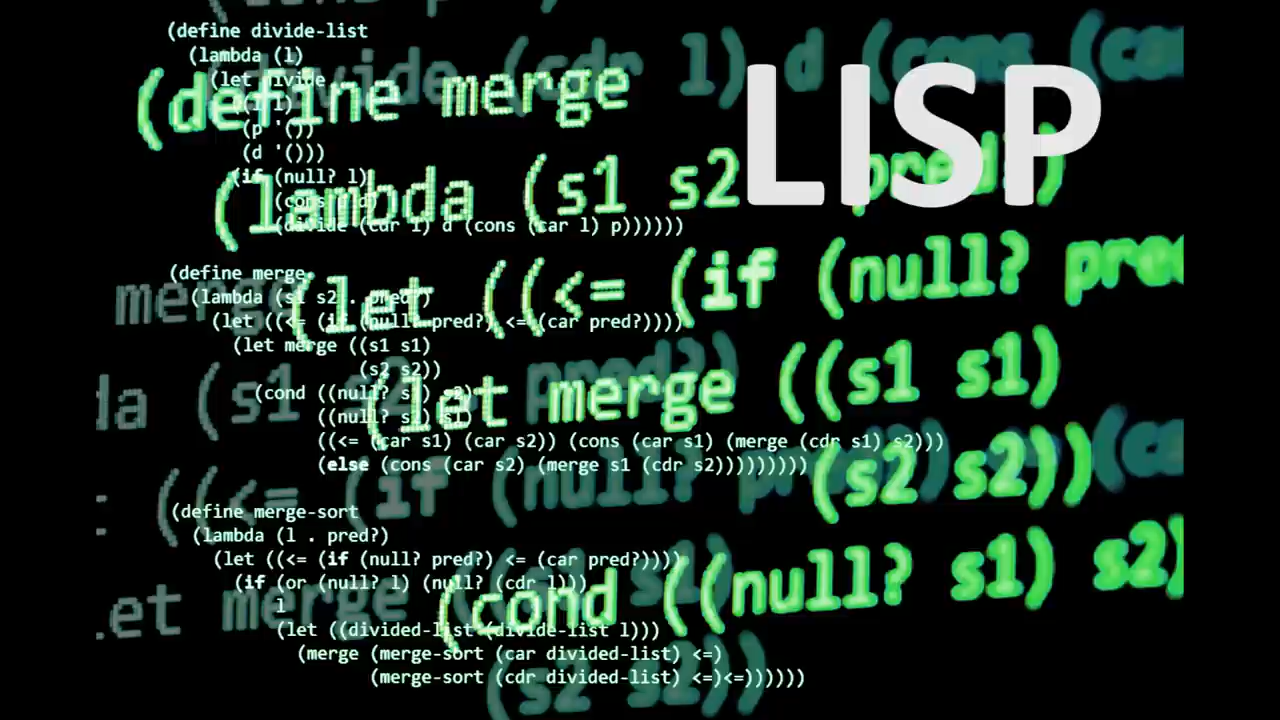 LISP
(define divide-list
(lambda (l)
(let divide
((l l)
(p '())
(d '()))
(if (null? l)
(cons p d)
(divide (cdr l) d (cons (car l) p))))))
(define merge
(lambda (s1 s2 . pred?)
(let ((<= (if (null? pred?) <= (car pred?))))
(let merge ((s1 s1)
(s2 s2))
(cond ((null? s1) s2)
((null? s2) s1)
((<= (car s1) (car s2)) (cons (car s1) (merge (cdr s1) s2)))
(else (cons (car s2) (merge s1 (cdr s2)))))))))
(define merge-sort
(lambda (l . pred?)
(let ((<= (if (null? pred?) <= (car pred?))))
(if (or (null? l) (null? (cdr l)))
l
(let ((divided-list (divide-list l)))
(merge (merge-sort (car divided-list) <=)
(merge-sort (cdr divided-list) <=)<=))))))
(define merge
(lambda (s1 s2 . pred?)
(let ((<= (if (null? pred
(let merge ((s1 s1)
(s2 s2))
(cond ((null? s1) s2)